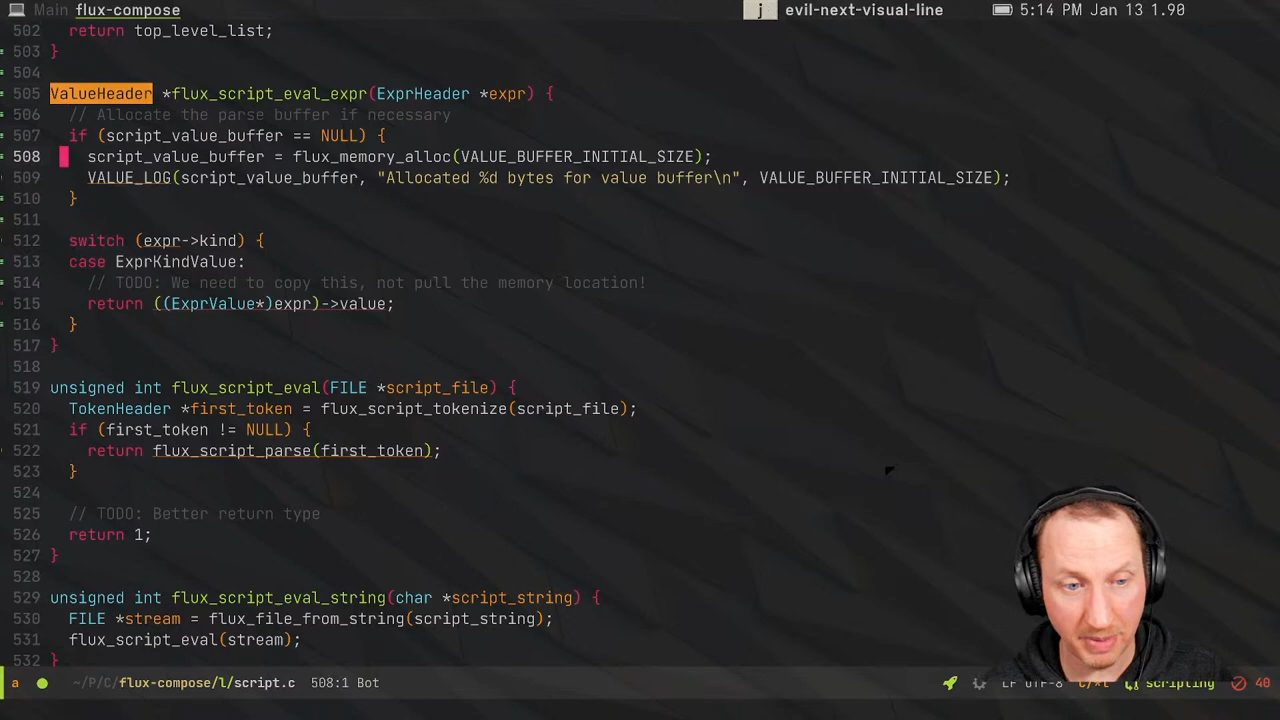 Main flux-compose
j evil-next-visual-line 5:14 PM Jan 13 1.90
502 return top_level_list;
503 }
504
505 ValueHeader *flux_script_eval_expr(ExprHeader *expr) {
506 // Allocate the parse buffer if necessary
507 if (script_value_buffer == NULL) {
508 script_value_buffer = flux_memory_alloc(VALUE_BUFFER_INITIAL_SIZE);
509 VALUE_LOG(script_value_buffer, "Allocated %d bytes for value buffer\n", VALUE_BUFFER_INITIAL_SIZE);
510 }
511
512 switch (expr->kind) {
513 case ExprKindValue:
514 // TODO: We need to copy this, not pull the memory location!
515 return ((ExprValue*)expr)->value;
516 }
517 }
518
519 unsigned int flux_script_eval(FILE *script_file) {
520 TokenHeader *first_token = flux_script_tokenize(script_file);
521 if (first_token != NULL) {
522 return flux_script_parse(first_token);
523 }
524
525 // TODO: Better return type
526 return 1;
527 }
528
529 unsigned int flux_script_eval_string(char *script_string) {
530 FILE *stream = flux_file_from_string(script_string);
531 flux_script_eval(stream);
532 }
a ~/P/C/flux-compose/l/script.c 508:1 Bot LF UTF-8 C/*l scripting 40